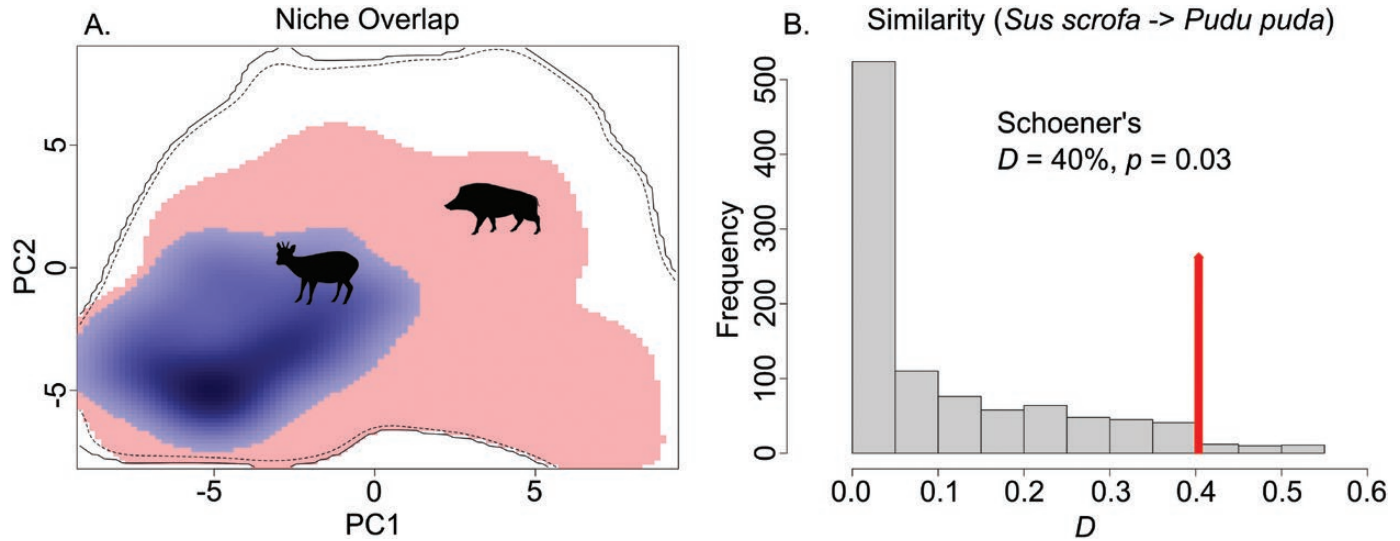 A.
Niche Overlap
PC2
5
0
-5
-5
0
5
PC1
B.
Similarity (Sus scrofa -> Pudu puda)
Schoener's
D = 40%, p = 0.03
Frequency
500
400
300
200
100
0
0.0
0.1
0.2
0.3
0.4
0.5
0.6
D